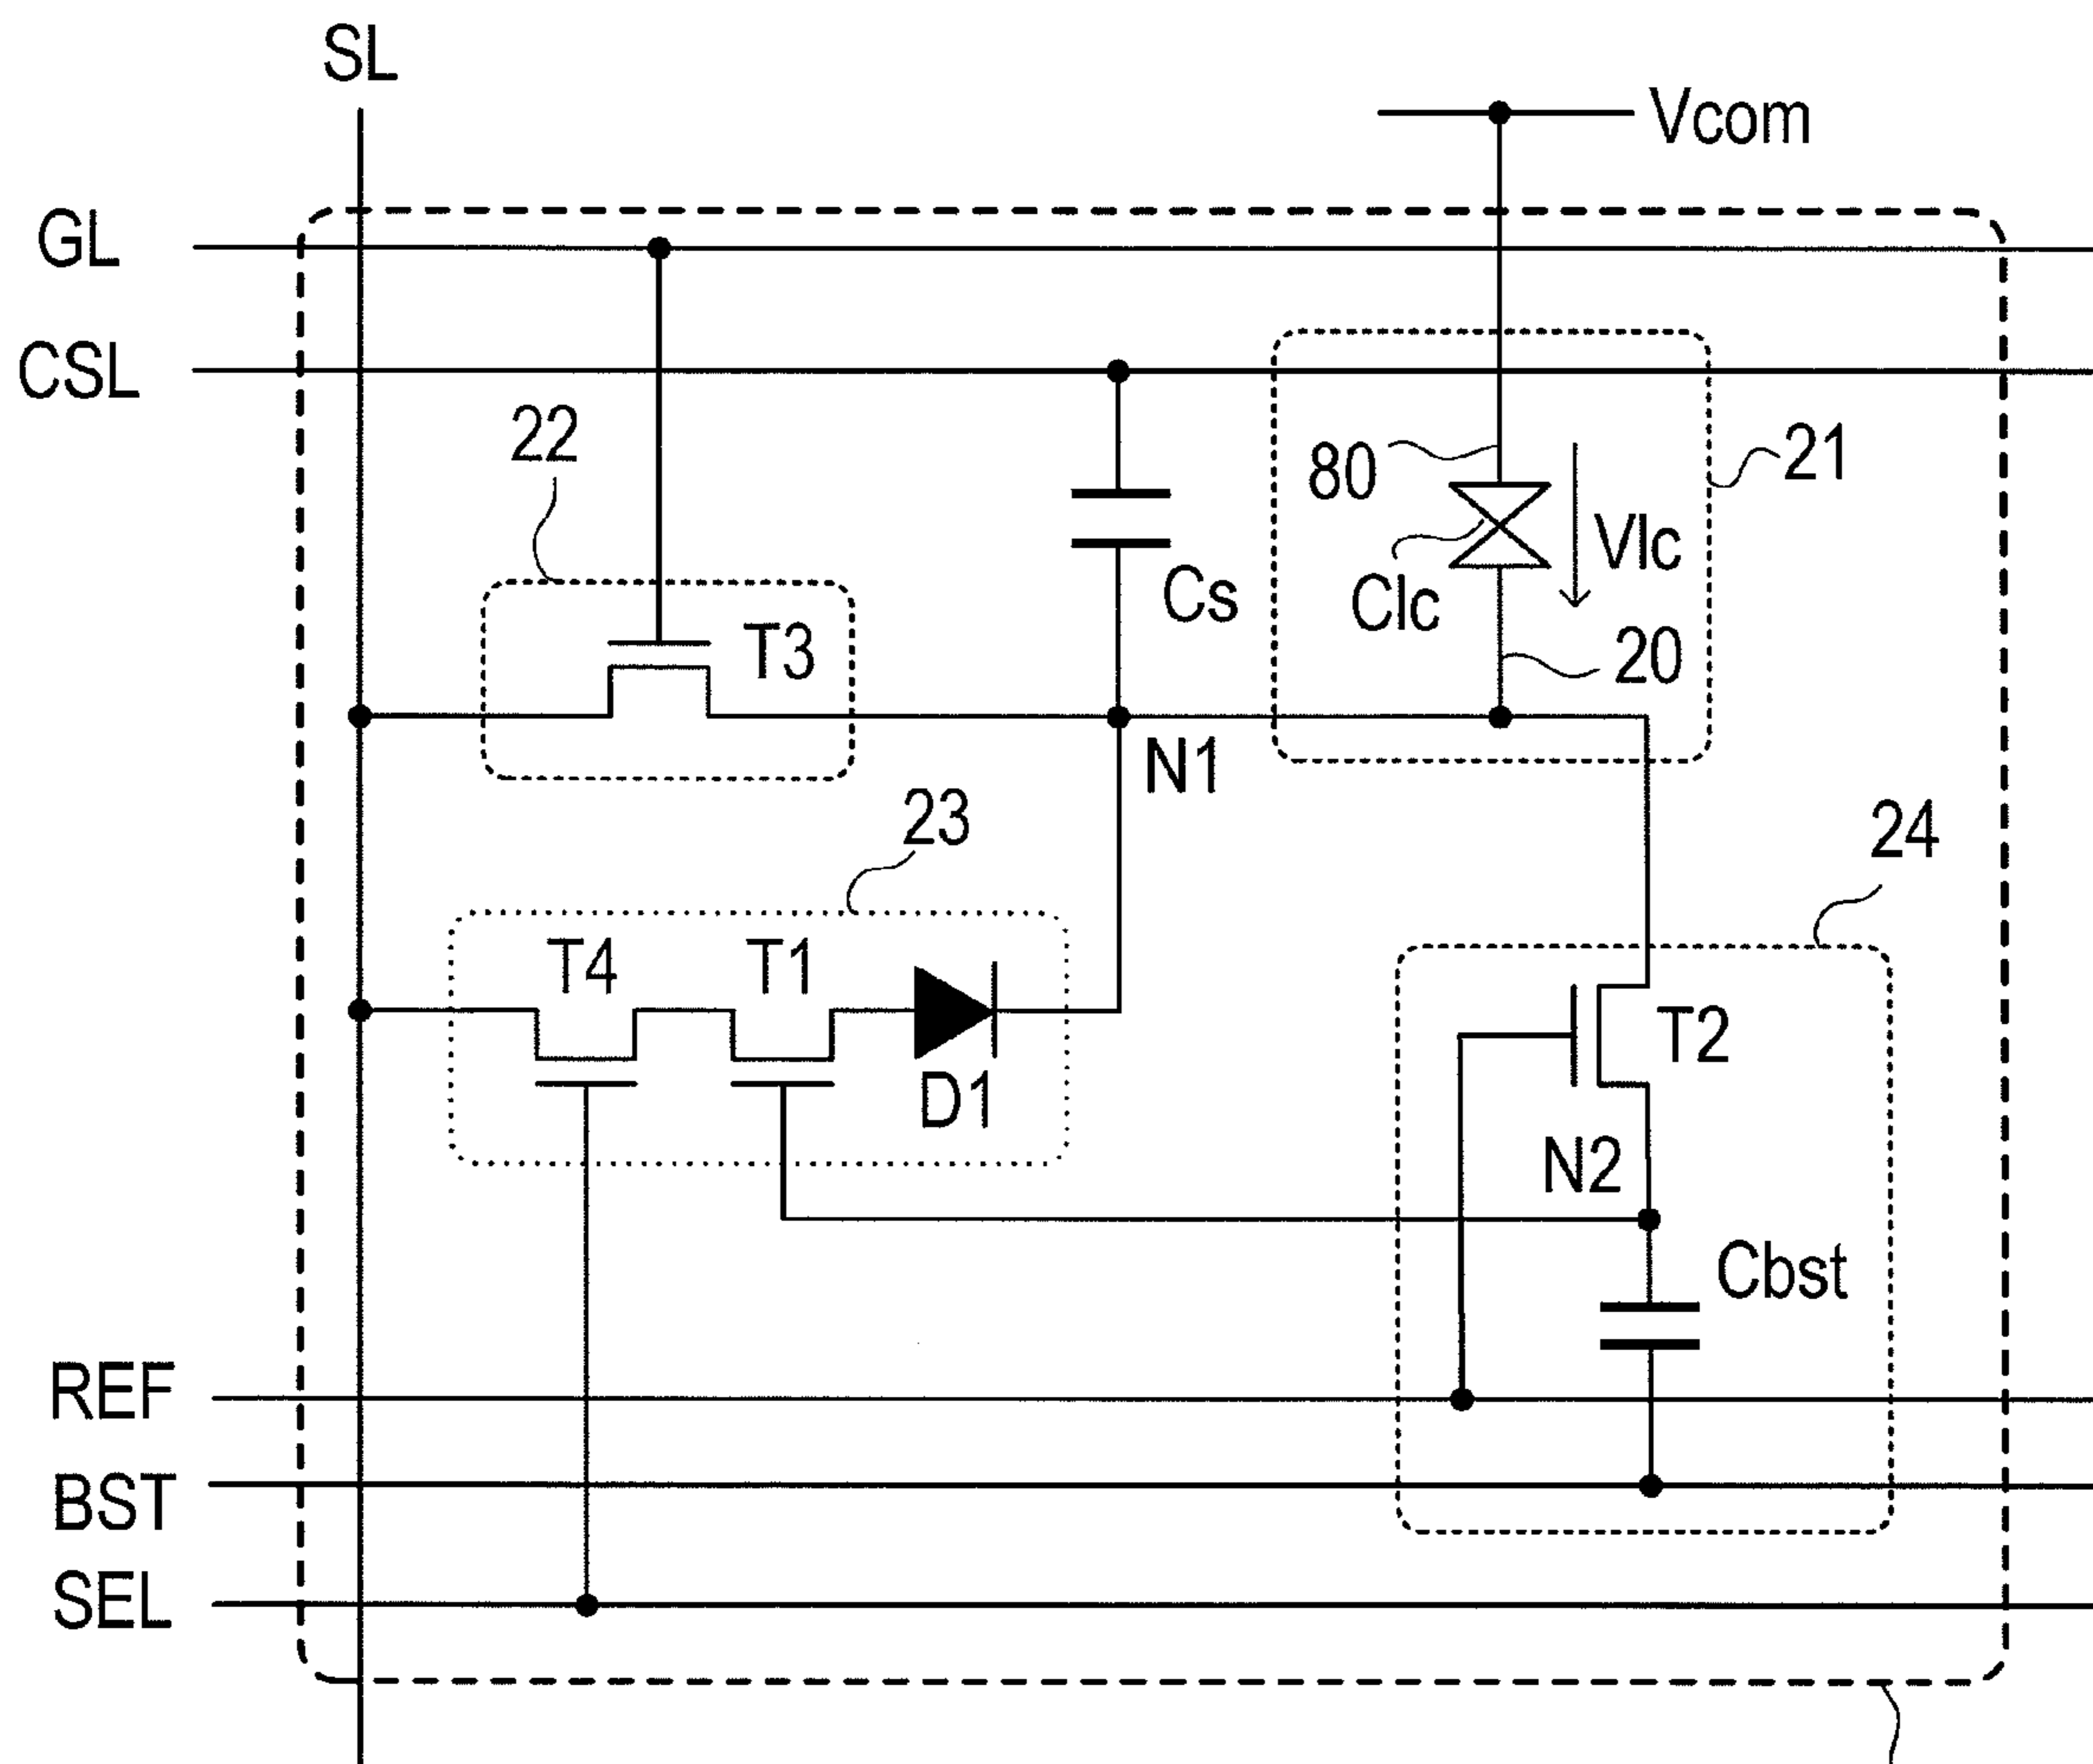 SL
Vcom
GL
CSL
22
80
21
Vlc
Clc
Cs
20
T3
N1
23
24
T4
T1
T2
D1
N2
Cbst
REF
BST
SEL